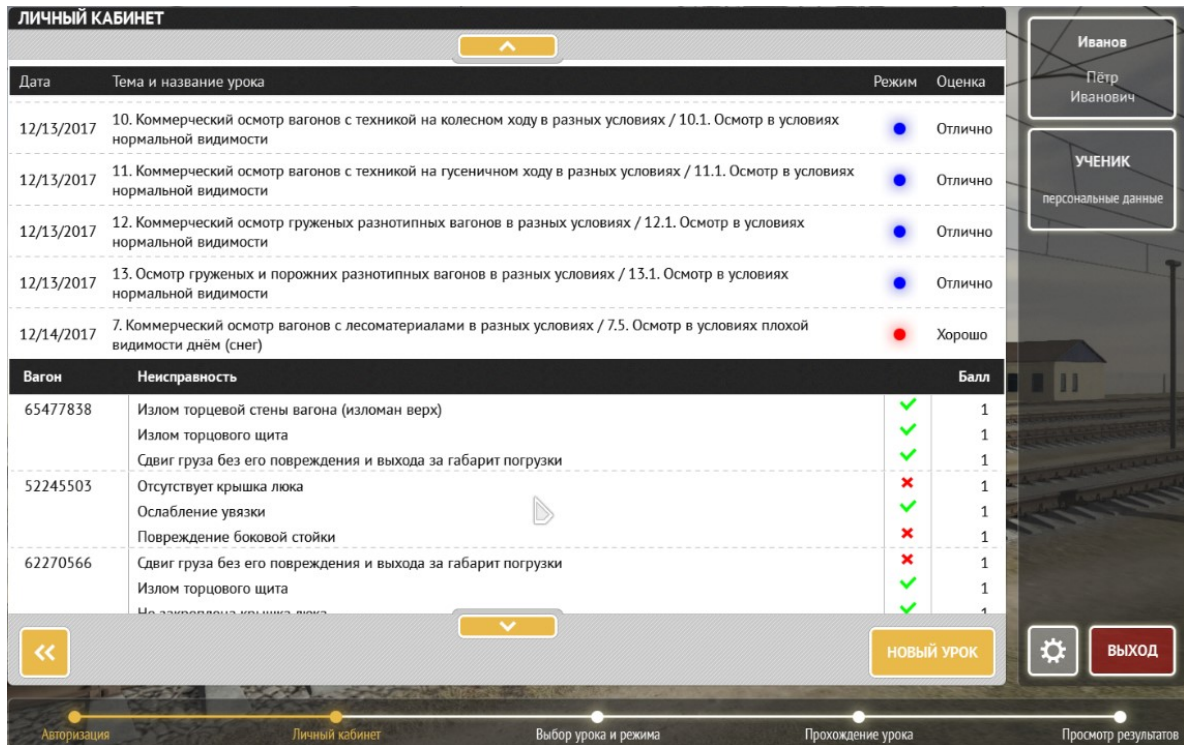 ЛИЧНЫЙ КАБИНЕТ
Дата Тема и название урока Режим Оценка
12/13/2017 10. Коммерческий осмотр вагонов с техникой на колесном ходу в разных условиях / 10.1. Осмотр в условиях Отлично
нормальной видимости
12/13/2017 11. Коммерческий осмотр вагонов с техникой на гусеничном ходу в разных условиях / 11.1. Осмотр в условиях Отлично
нормальной видимости
12/13/2017 12. Коммерческий осмотр груженых разнотипных вагонов в разных условиях / 12.1. Осмотр в условиях Отлично
нормальной видимости
12/13/2017 13. Осмотр груженых и порожних разнотипных вагонов в разных условиях / 13.1. Осмотр в условиях Отлично
нормальной видимости
12/14/2017 7. Коммерческий осмотр вагонов с лесоматериалами в разных условиях / 7.5. Осмотр в условиях плохой Хорошо
видимости днём (снег)
Вагон Неисправность Балл
65477838 Излом торцевой стены вагона (изломан верх) 1
Излом торцового щита 1
Сдвиг груза без его повреждения и выхода за габарит погрузки 1
52245503 Отсутствует крышка люка 1
Ослабление увязки 1
Повреждение боковой стойки 1
62270566 Сдвиг груза без его повреждения и выхода за габарит погрузки 1
Излом торцового щита 1
Не закреплена крышка люка 1
НОВЫЙ УРОК
Иванов
Пётр
Иванович
УЧЕНИК
персональные данные
ВЫХОД
Авторизация Личный кабинет Выбор урока и режима Прохождение урока Просмотр результатов